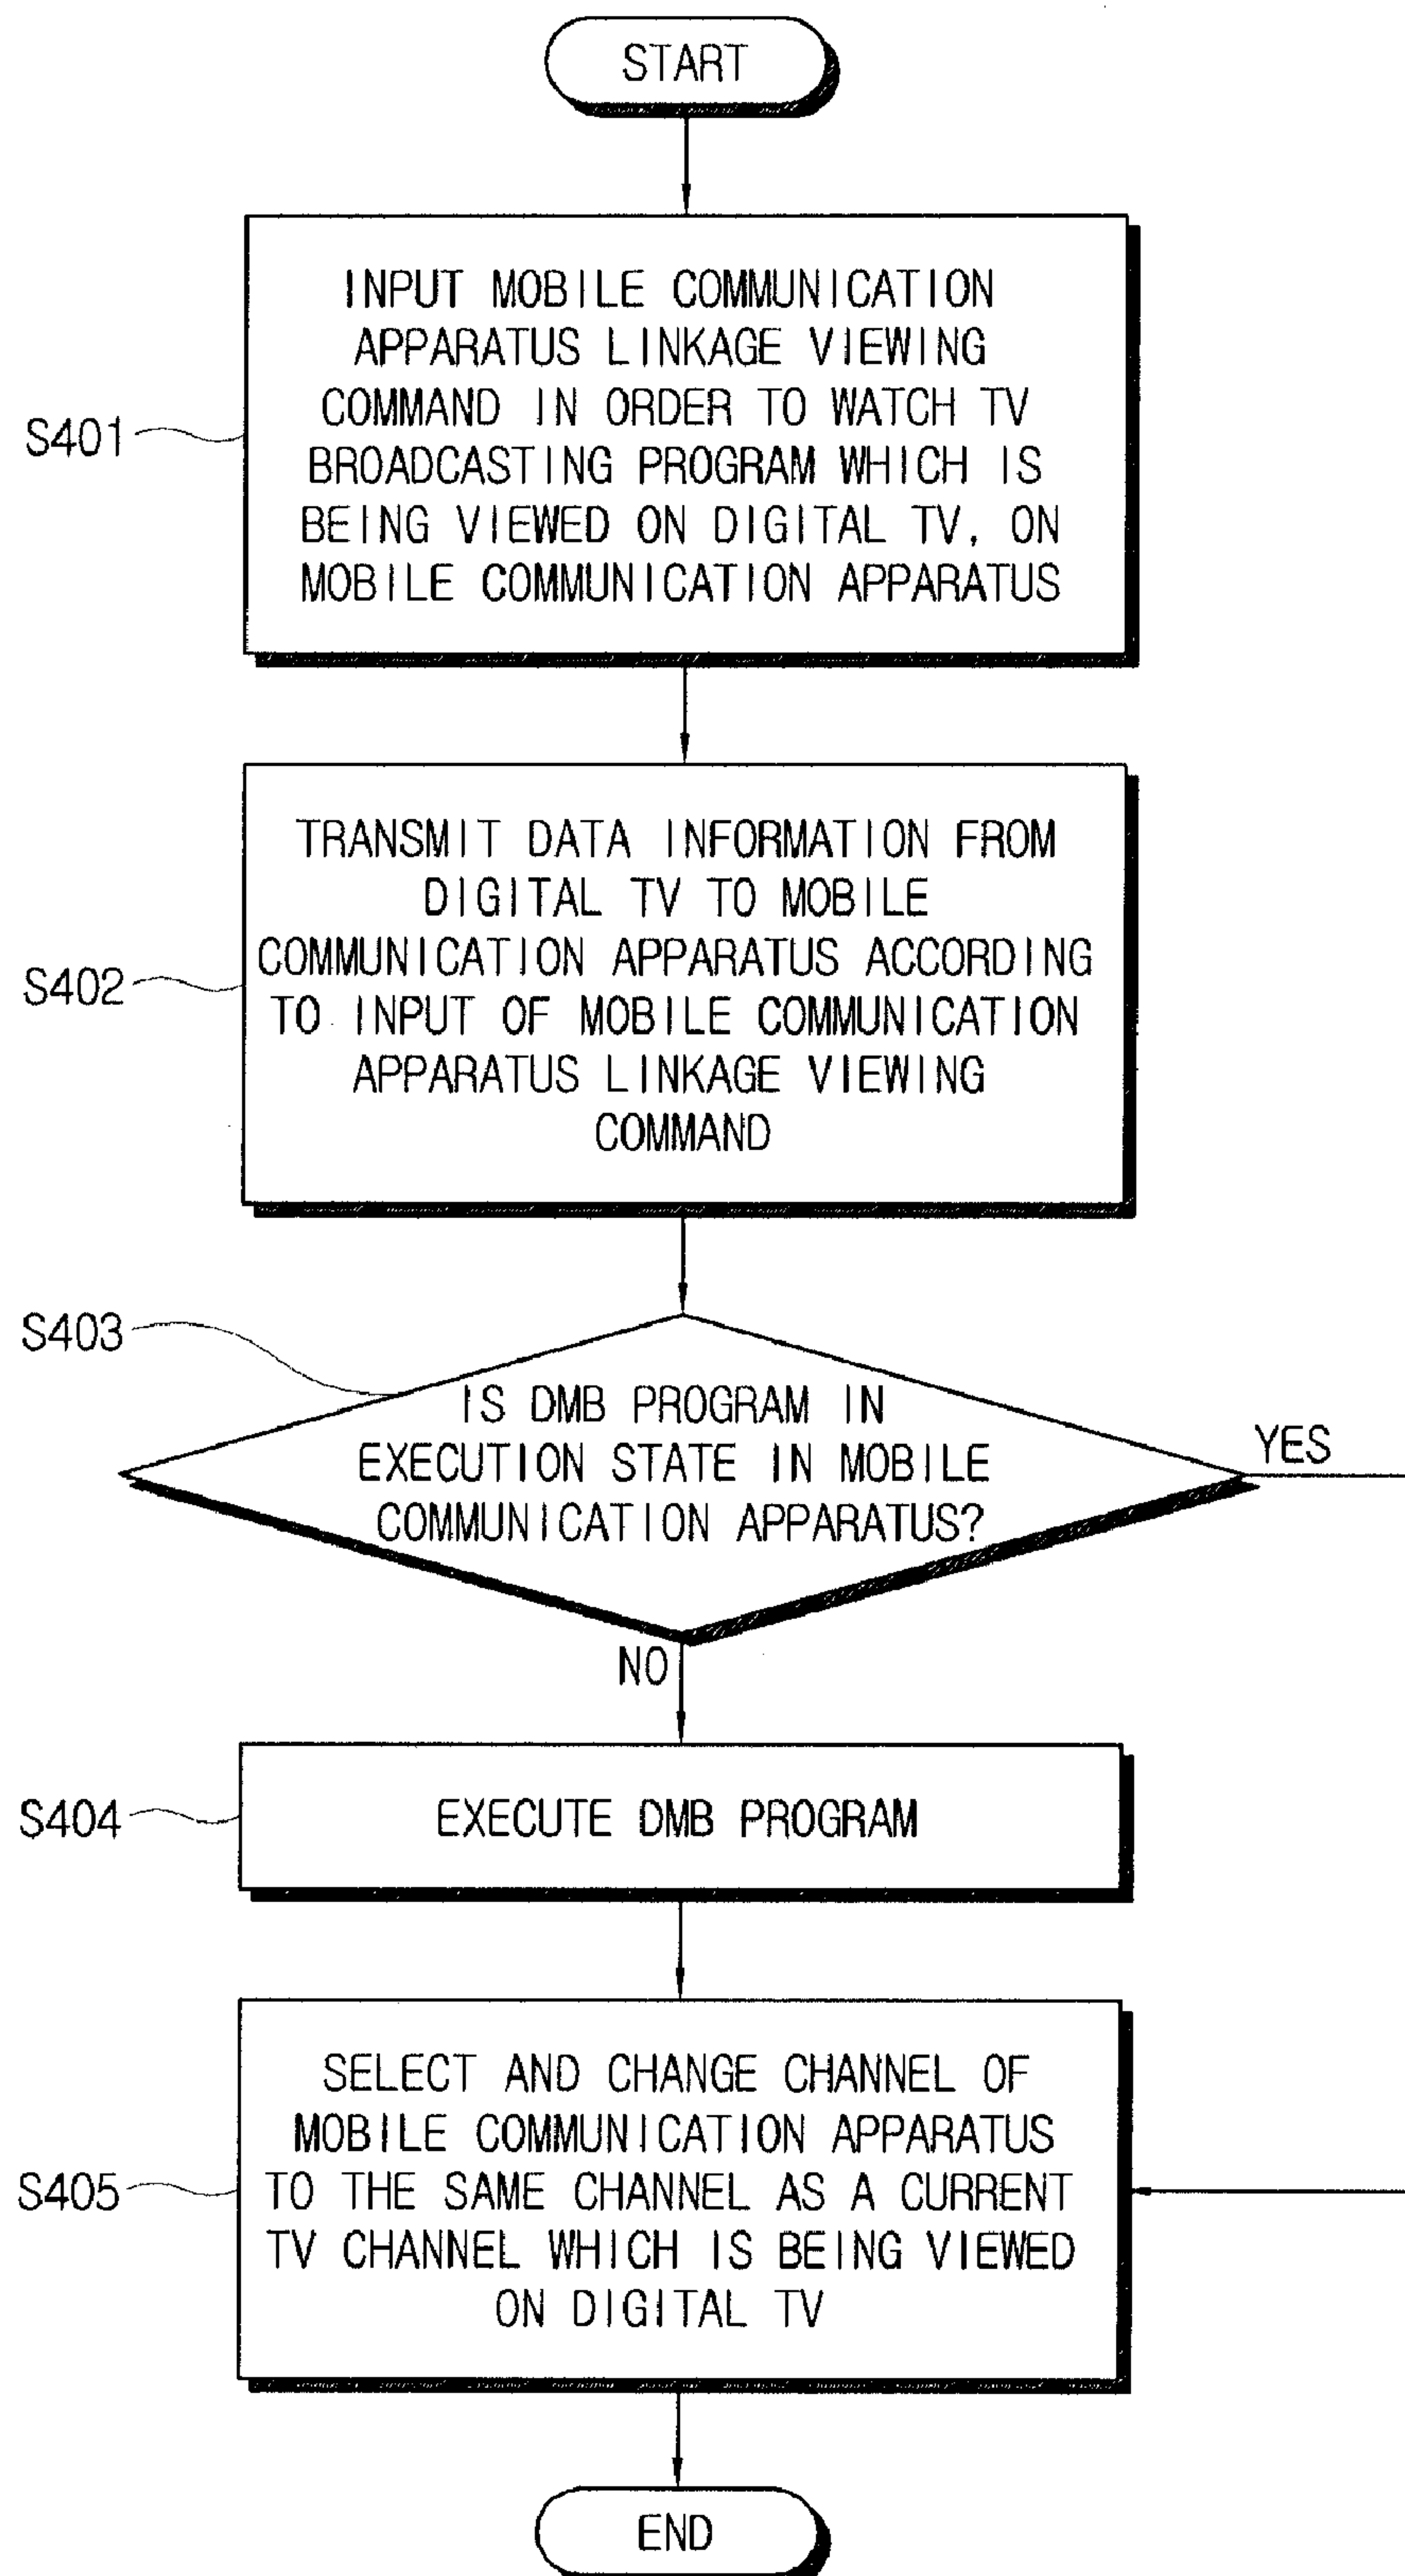 START
S401
INPUT MOBILE COMMUNICATION
APPARATUS LINKAGE VIEWING
COMMAND IN ORDER TO WATCH TV
BROADCASTING PROGRAM WHICH IS
BEING VIEWED ON DIGITAL TV, ON
MOBILE COMMUNICATION APPARATUS
S402
TRANSMIT DATA INFORMATION FROM
DIGITAL TV TO MOBILE
COMMUNICATION APPARATUS ACCORDING
TO INPUT OF MOBILE COMMUNICATION
APPARATUS LINKAGE VIEWING
COMMAND
S403
IS DMB PROGRAM IN
EXECUTION STATE IN MOBILE
COMMUNICATION APPARATUS?
YES
NO
S404
EXECUTE DMB PROGRAM
S405
SELECT AND CHANGE CHANNEL OF
MOBILE COMMUNICATION APPARATUS
TO THE SAME CHANNEL AS A CURRENT
TV CHANNEL WHICH IS BEING VIEWED
ON DIGITAL TV
END